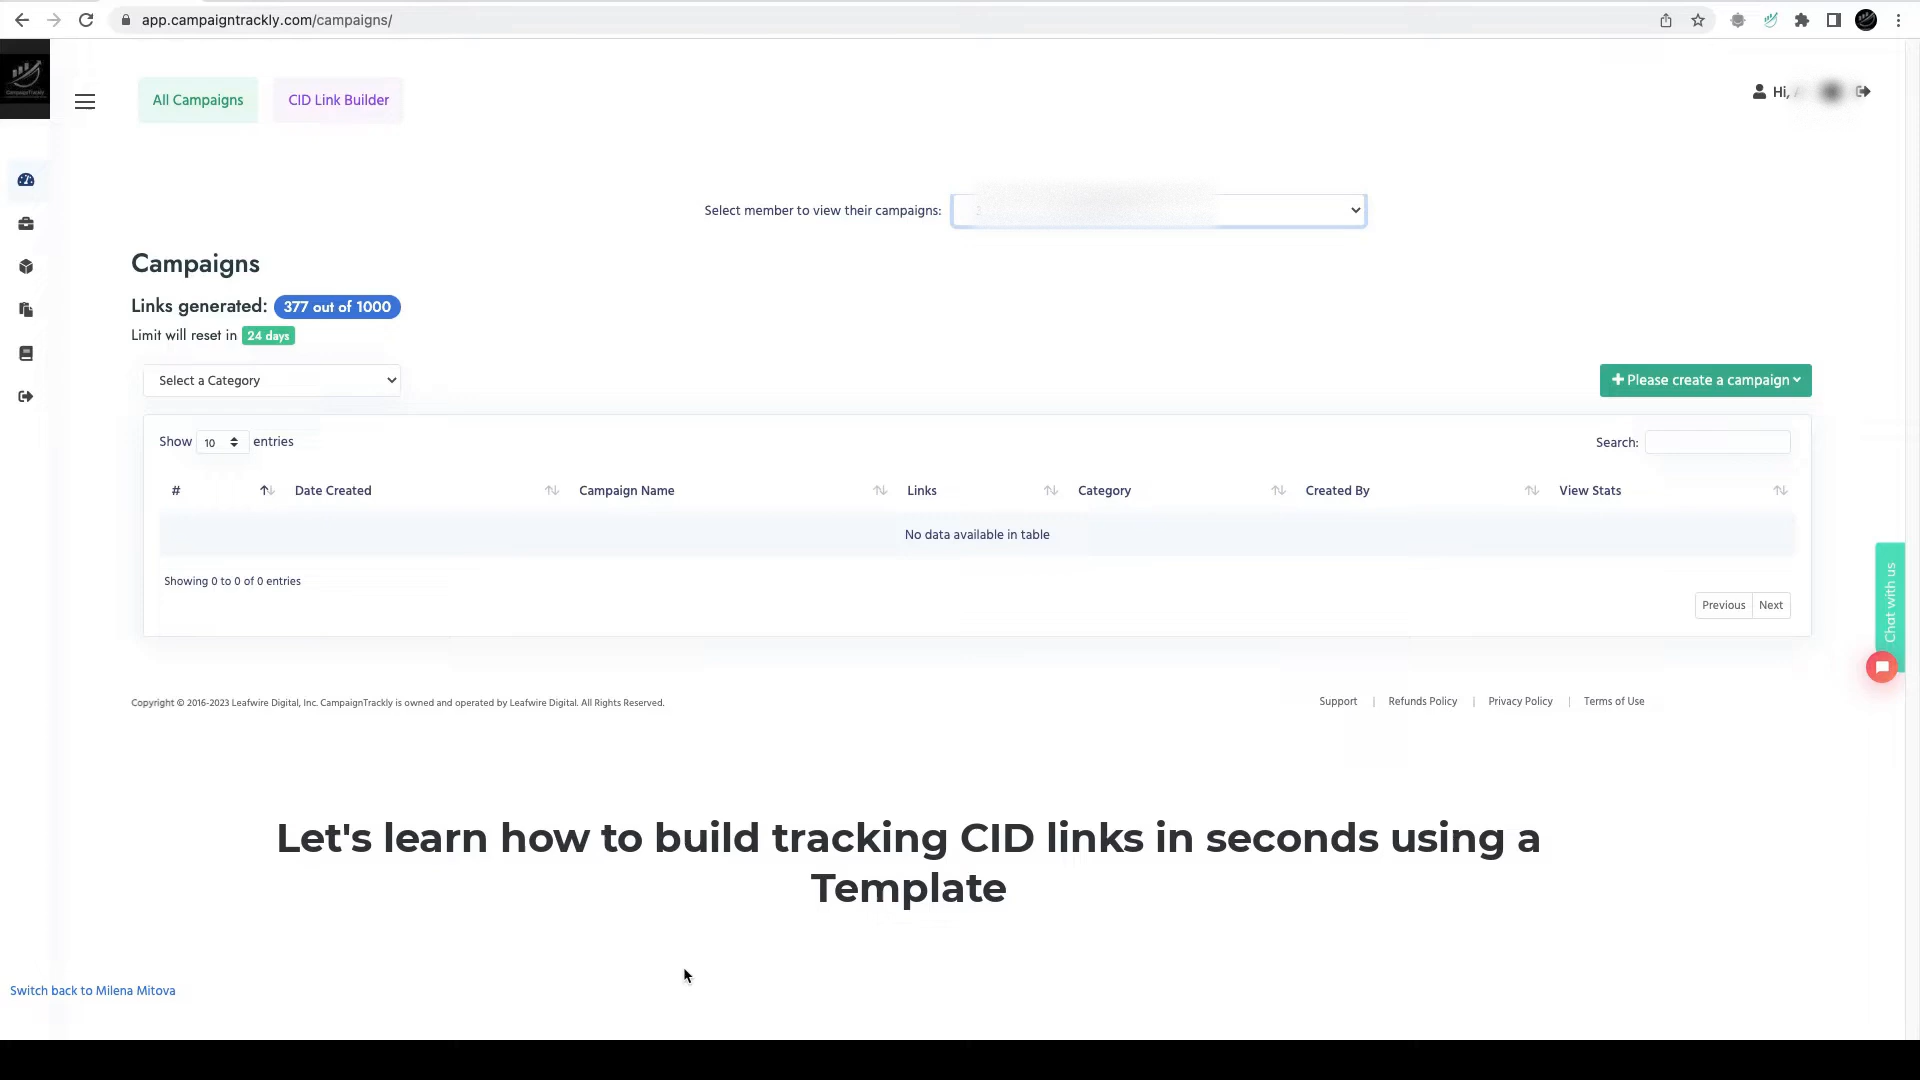 app.campaigntrackly.com/campaigns/
All Campaigns
CID Link Builder
Hi,
Select member to view their campaigns:
Campaigns
Links generated: 377 out of 1000
Limit will reset in 24 days
Select a Category
Please create a campaign
Show 10 entries
Search:
# Date Created Campaign Name Links Category Created By View Stats
No data available in table
Showing 0 to 0 of 0 entries
Previous Next
Chat with us
Copyright © 2016-2023 Leafwire Digital, Inc. CampaignTrackly is owned and operated by Leafwire Digital. All Rights Reserved.
Support | Refunds Policy | Privacy Policy | Terms of Use
Let's learn how to build tracking CID links in seconds using a
Template
Switch back to Milena Mitova